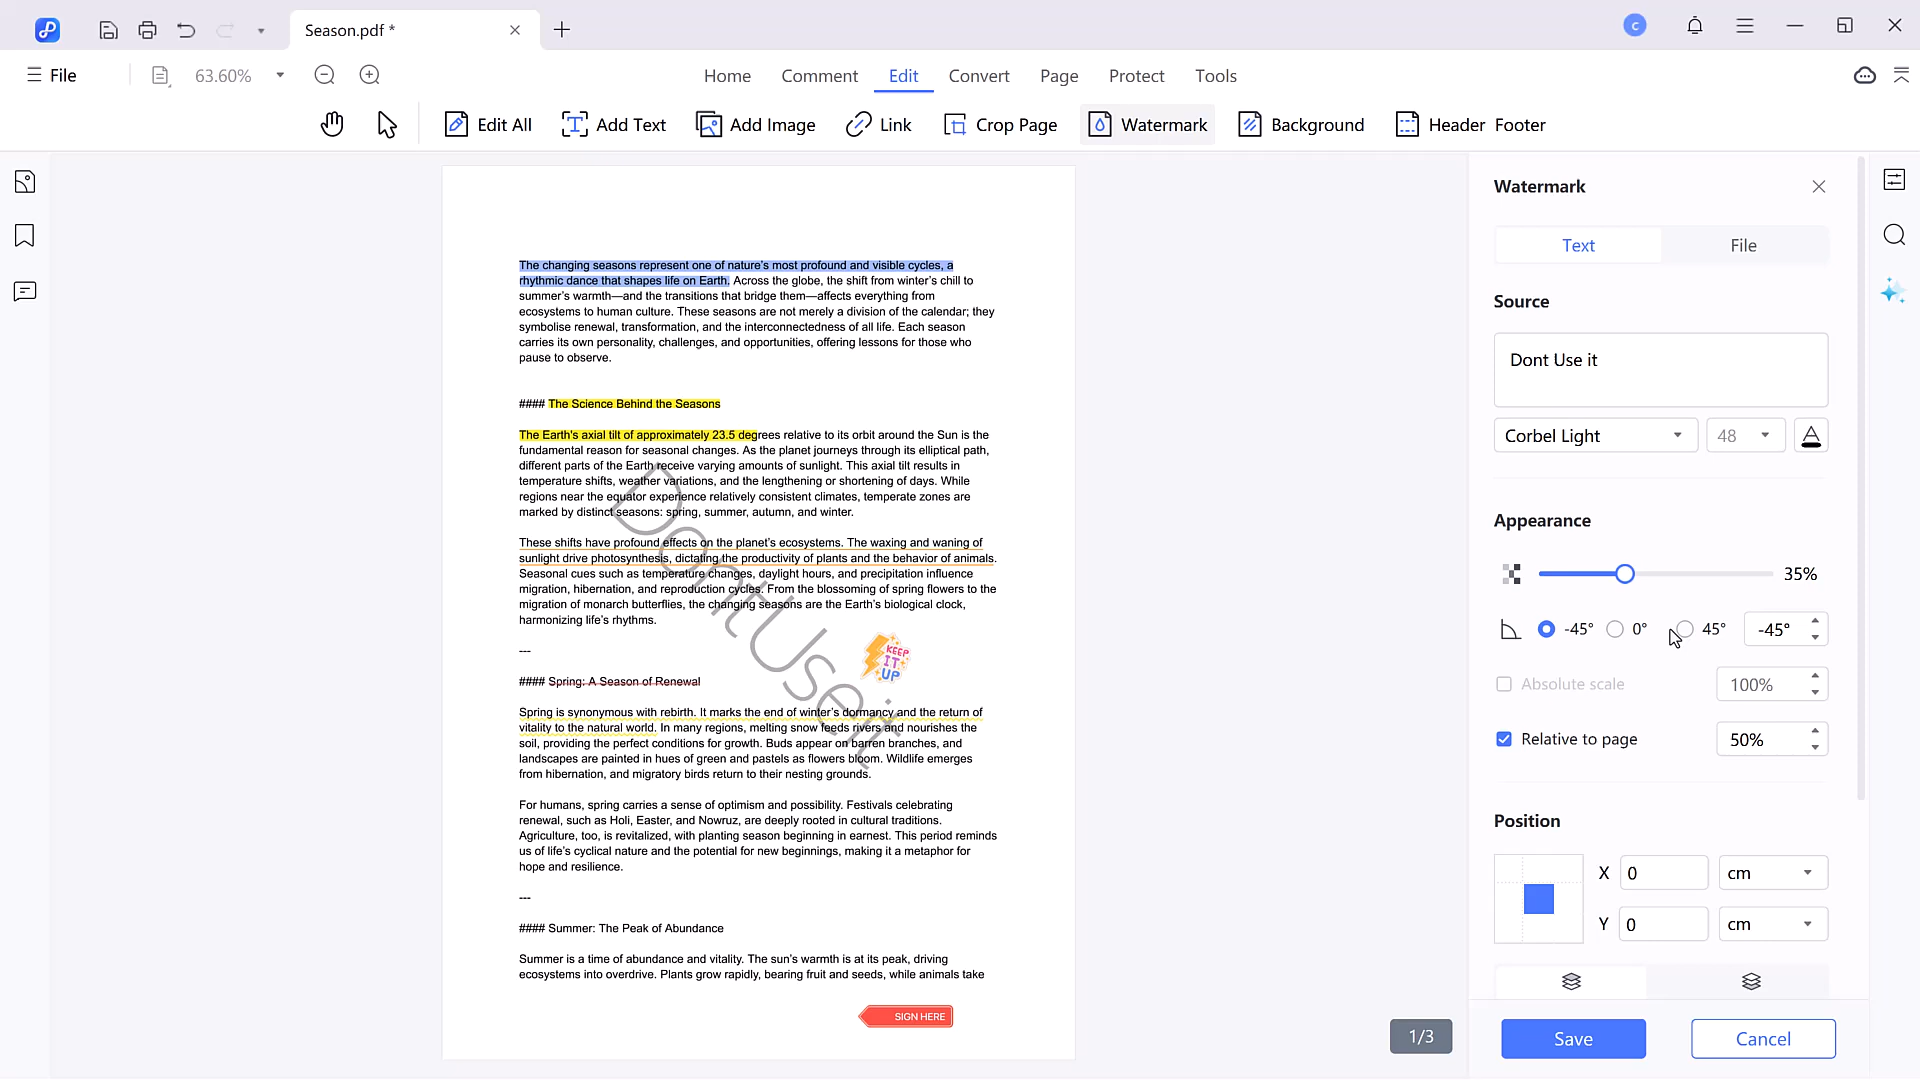 Season.pdf *
c
File
63.60%
Home
Comment
Edit
Convert
Page
Protect
Tools
Edit All
Add Text
Add Image
Link
Crop Page
Watermark
Background
Header Footer
The changing seasons represent one of nature's most profound and visible cycles, a
rhythmic dance that shapes life on Earth. Across the globe, the shift from winter's chill to
summer's warmth—and the transitions that bridge them—affects everything from
ecosystems to human culture. These seasons are not merely a division of the calendar; they
symbolise renewal, transformation, and the interconnectedness of all life. Each season
carries its own personality, challenges, and opportunities, offering lessons for those who
pause to observe.
#### The Science Behind the Seasons
The Earth's axial tilt of approximately 23.5 degrees relative to its orbit around the Sun is the
fundamental reason for seasonal changes. As the planet journeys through its elliptical path,
different parts of the Earth receive varying amounts of sunlight. This axial tilt results in
temperature shifts, weather variations, and the lengthening or shortening of days. While
regions near the equator experience relatively consistent climates, temperate zones are
marked by distinct seasons: spring, summer, autumn, and winter.
These shifts have profound effects on the planet's ecosystems. The waxing and waning of
sunlight drive photosynthesis, dictating the productivity of plants and the behavior of animals.
Seasonal cues such as temperature changes, daylight hours, and precipitation influence
migration, hibernation, and reproduction cycles. From the blossoming of spring flowers to the
migration of monarch butterflies, the changing seasons are the Earth's biological clock,
harmonizing life's rhythms.
---
#### Spring: A Season of Renewal
Spring is synonymous with rebirth. It marks the end of winter's dormancy and the return of
vitality to the natural world. In many regions, melting snow feeds rivers and nourishes the
soil, providing the perfect conditions for growth. Buds appear on barren branches, and
landscapes are painted in hues of green and pastels as flowers bloom. Wildlife emerges
from hibernation, and migratory birds return to their nesting grounds.
For humans, spring carries a sense of optimism and possibility. Festivals celebrating
renewal, such as Holi, Easter, and Nowruz, are deeply rooted in cultural traditions.
Agriculture, too, is revitalized, with planting season beginning in earnest. This period reminds
us of life's cyclical nature and the potential for new beginnings, making it a metaphor for
hope and resilience.
---
#### Summer: The Peak of Abundance
Summer is a time of abundance and vitality. The sun's warmth is at its peak, driving
ecosystems into overdrive. Plants grow rapidly, bearing fruit and seeds, while animals take
Dont Use it
KEEP
IT
UP
SIGN HERE
1/3
Watermark
Text
File
Source
Dont Use it
Corbel Light
48
Appearance
35%
-45°
0°
45°
-45°
Absolute scale
100%
Relative to page
50%
Position
X
0
cm
Y
0
cm
Save
Cancel